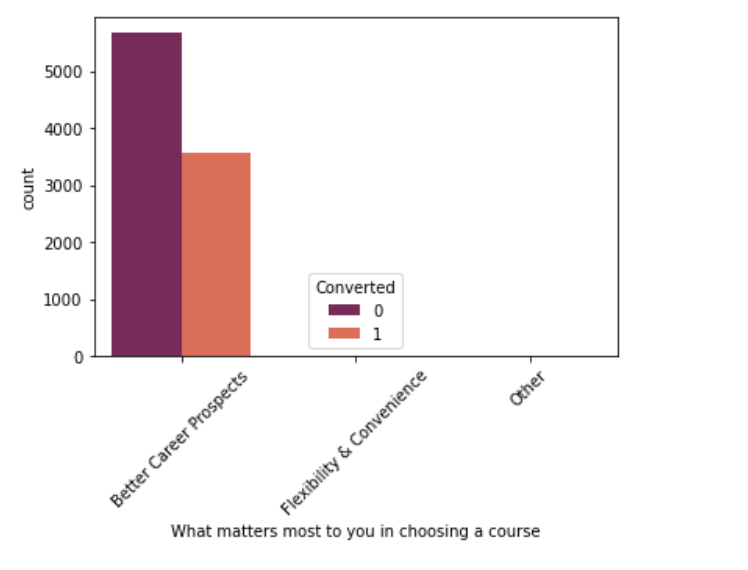 5000
4000
3000
2000
1000
0
count
Converted
0
1
Better Career Prospects
Flexibility & Convenience
Other
What matters most to you in choosing a course